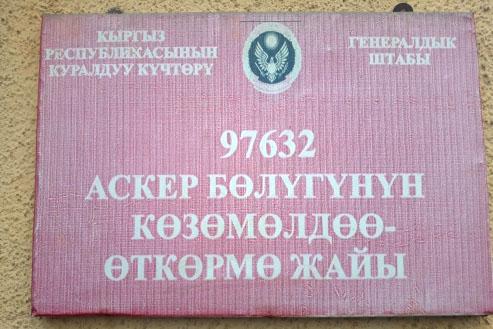 КЫРГЫЗ
РЕСПУБЛИКАСЫНЫН
КУРАЛДУУ КҮЧТӨРҮ
ГЕНЕРАЛДЫК
ШТАБЫ
97632
АСКЕР БӨЛҮГҮНҮН
КӨЗӨМӨЛДӨӨ-
ӨТКӨРМӨ ЖАЙЫ